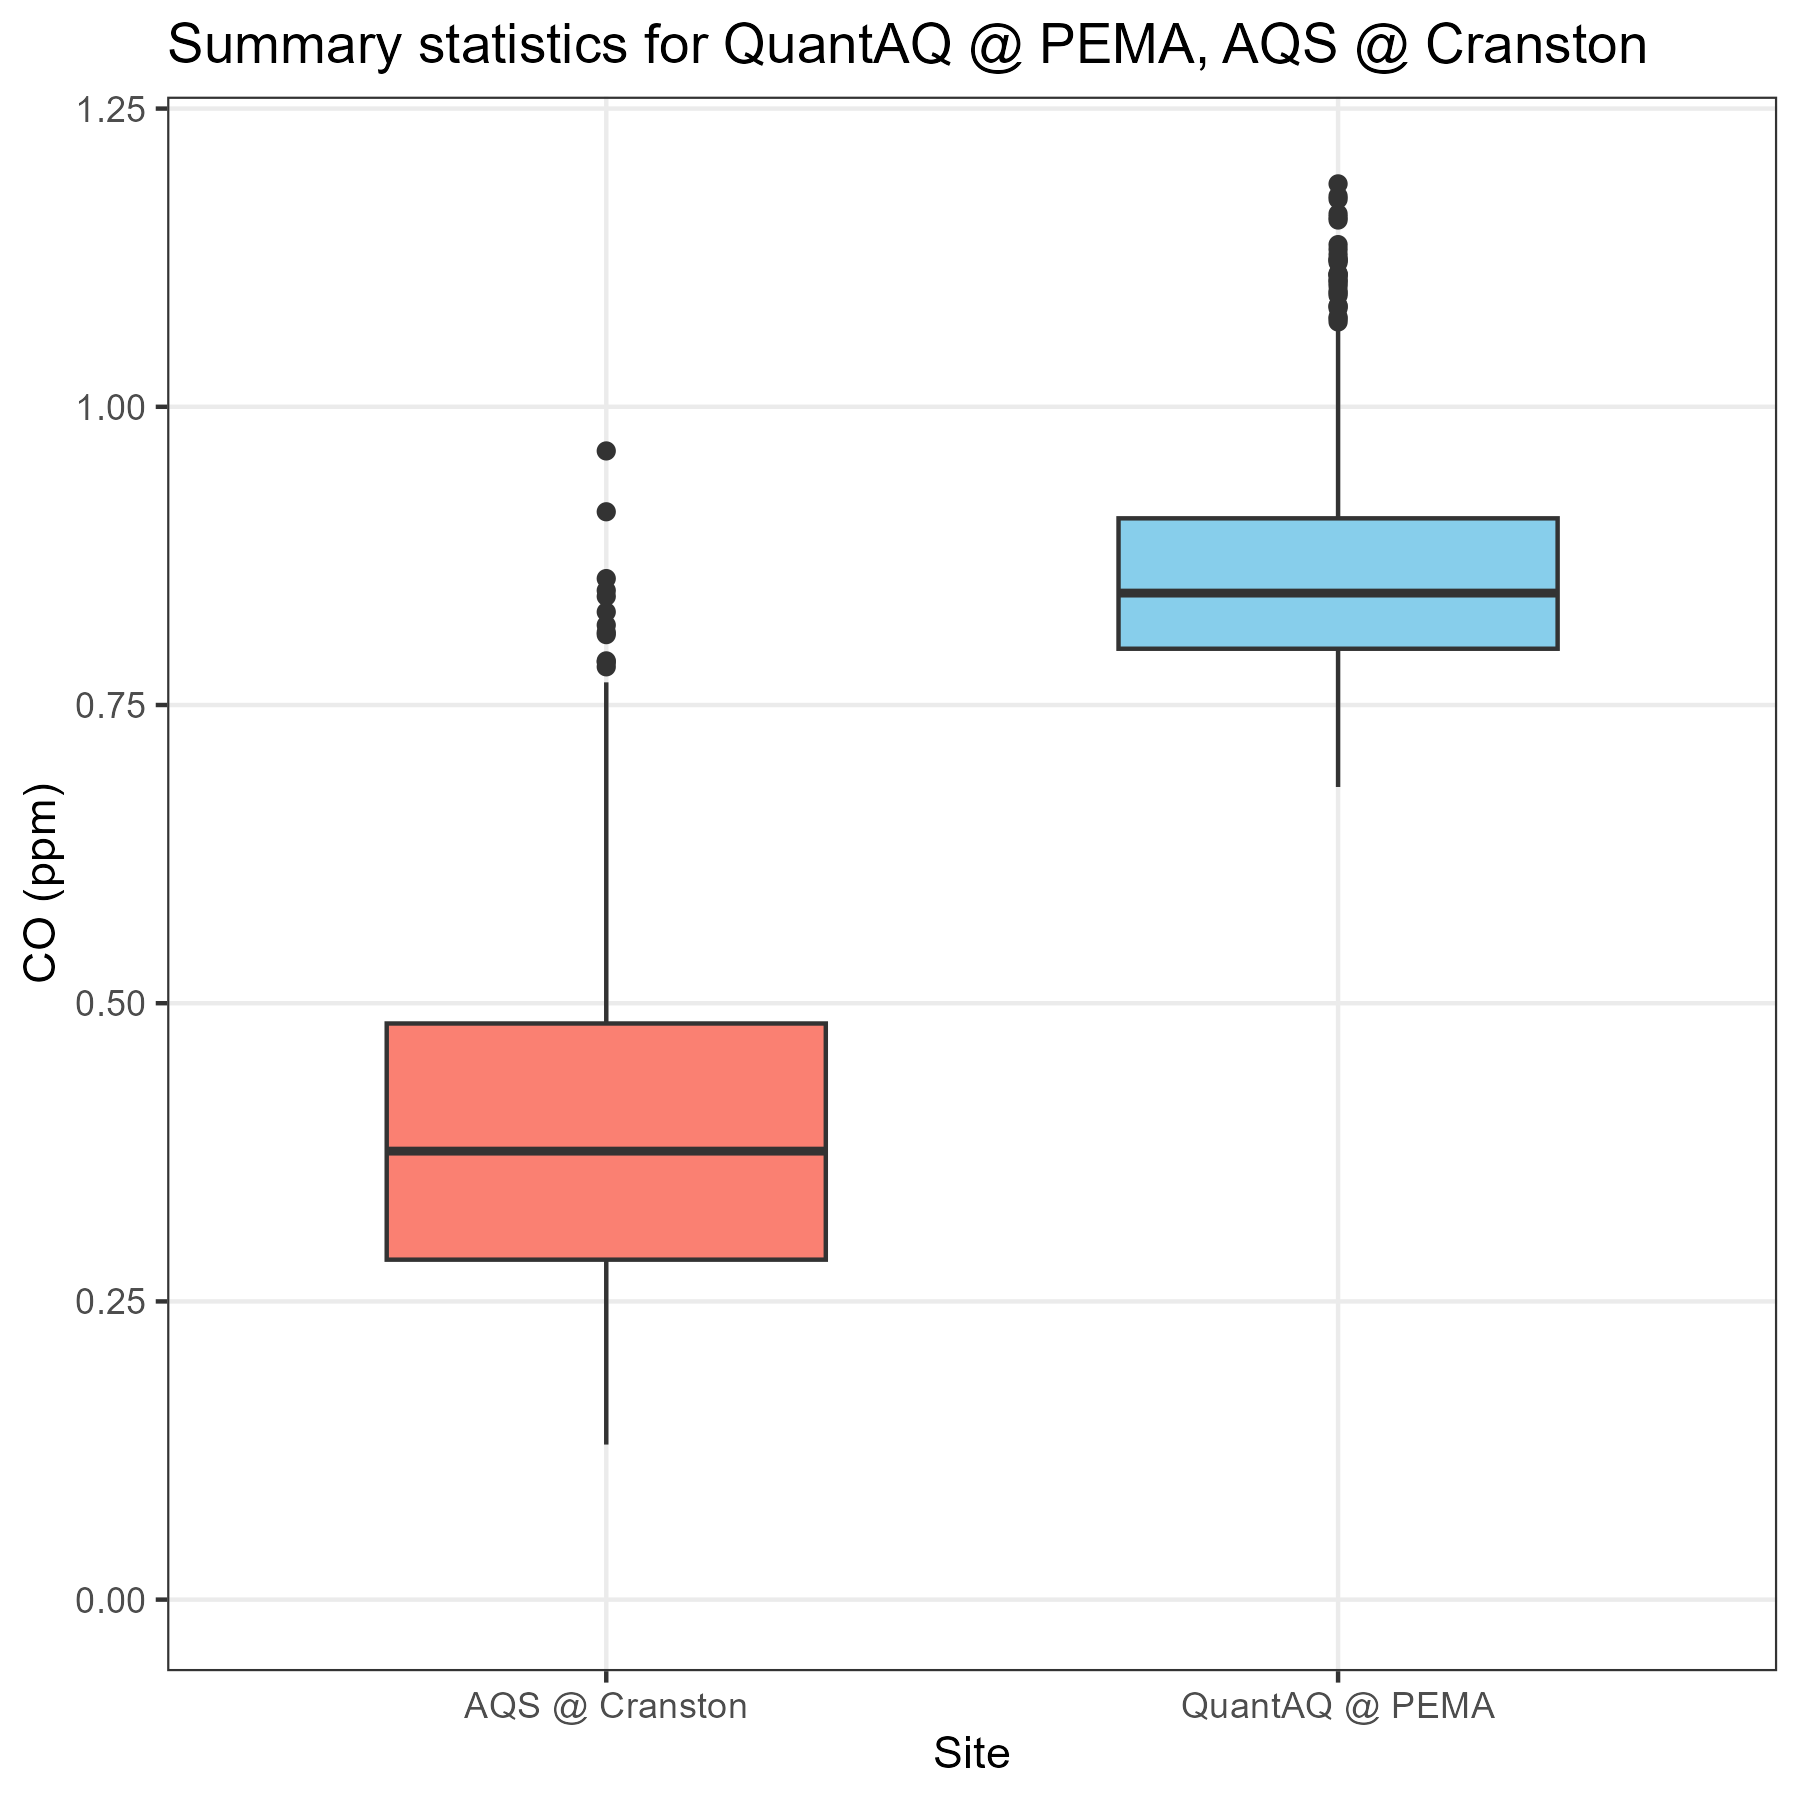 Summary statistics for QuantAQ @ PEMA, AQS @ Cranston
1.25
1.00
0.75
0.50
0.25
0.00
CO (ppm)
AQS @ Cranston
QuantAQ @ PEMA
Site